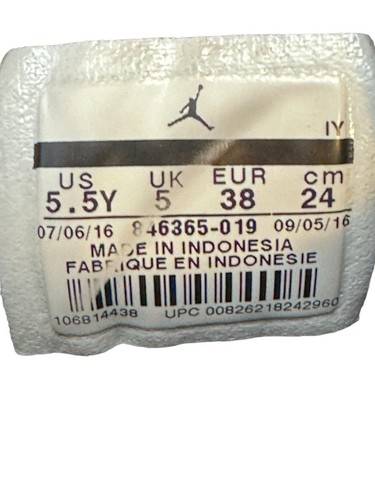 IY
US UK EUR cm
5.5Y 5 38 24
07/06/16 846365-019 09/05/16
MADE IN INDONESIA
FABRIQUE EN INDONESIE
106814438 UPC 00826218242960